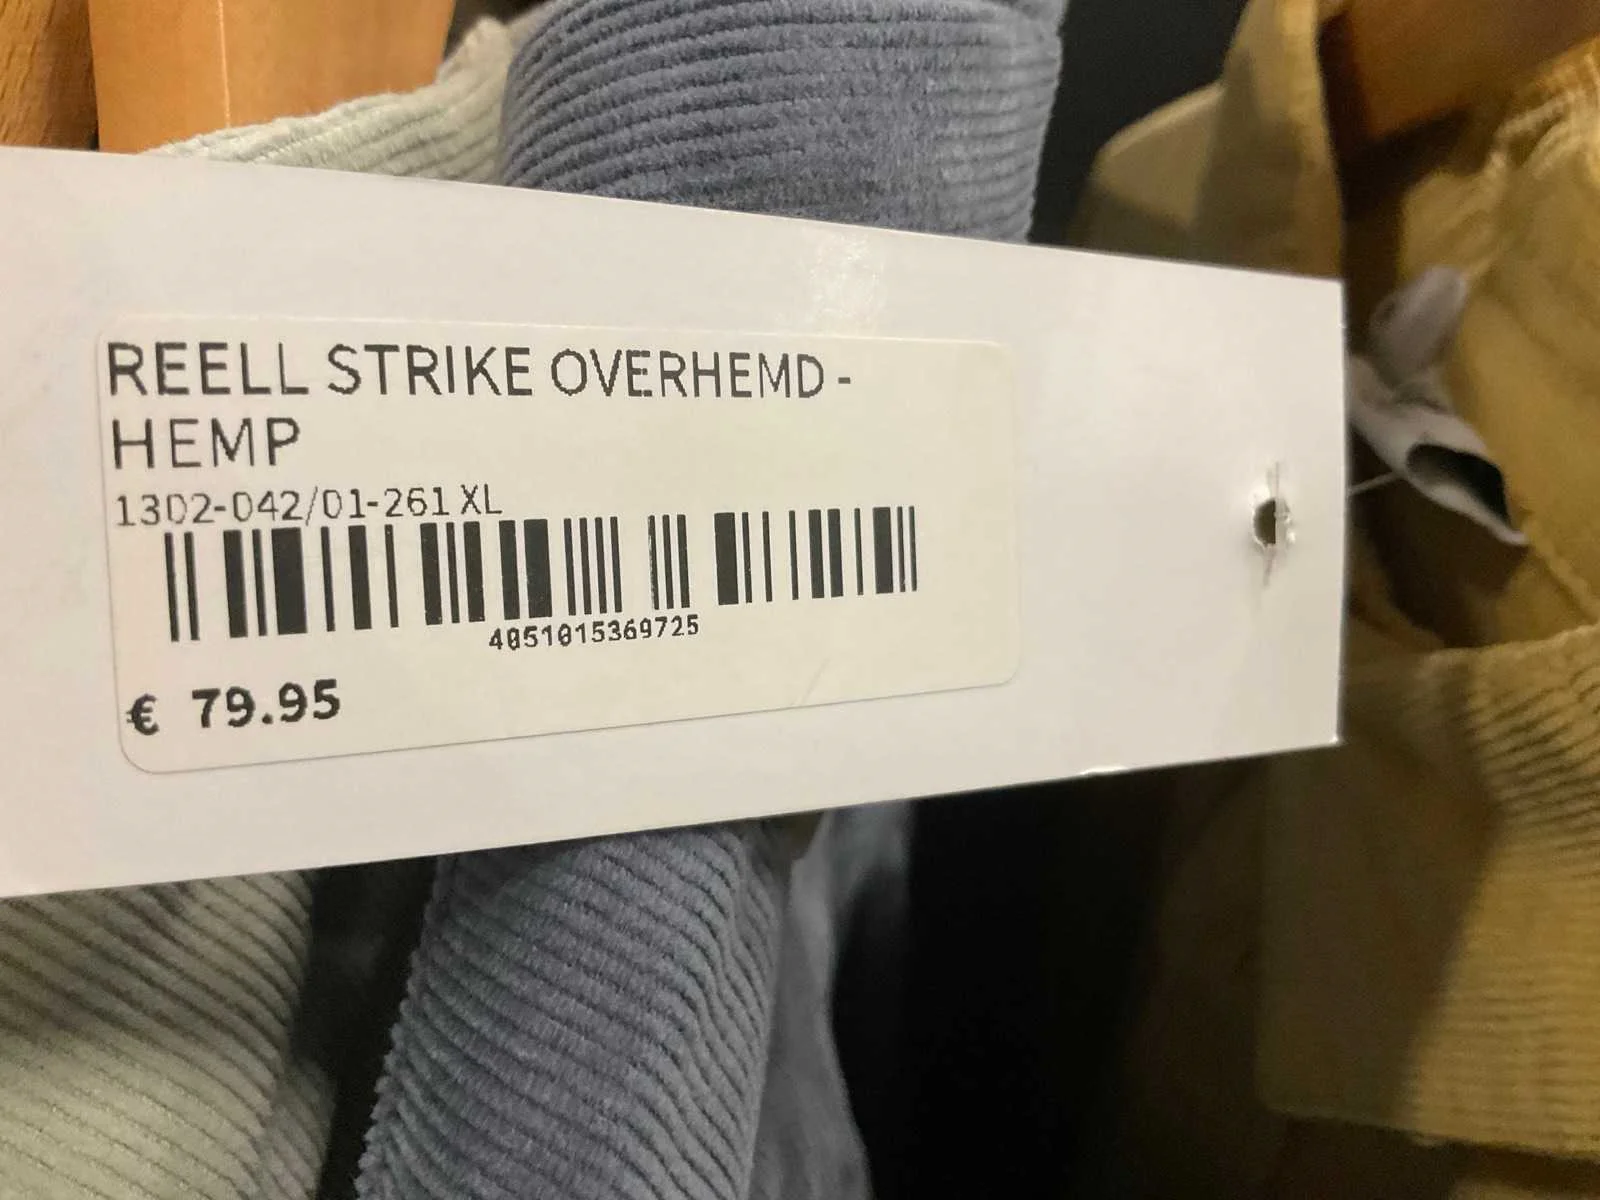 REELL STRIKE OVERHEMD -
HEMP
1302-042/01-261 XL
4051015369725
€ 79.95